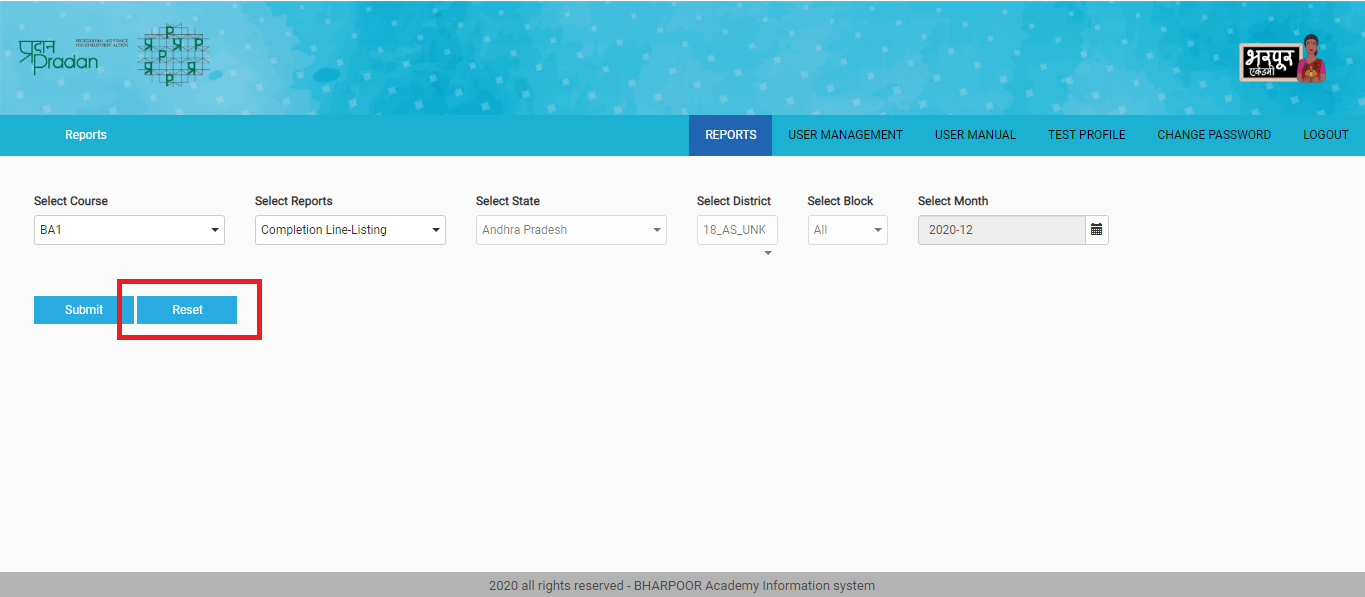 प्रदान
Pradan
PROFESSIONAL ASSISTANCE
FOR DEVELOPMENT ACTION
P
प्र P प्र P
प्र P प्र
P
भरपूर
एकेडमी
Reports
REPORTS
USER MANAGEMENT
USER MANUAL
TEST PROFILE
CHANGE PASSWORD
LOGOUT
Select Course
Select Reports
Select State
Select District
Select Block
Select Month
BA1
Completion Line-Listing
Andhra Pradesh
18_AS_UNK
All
2020-12
Submit
Reset
2020 all rights reserved - BHARPOOR Academy Information system